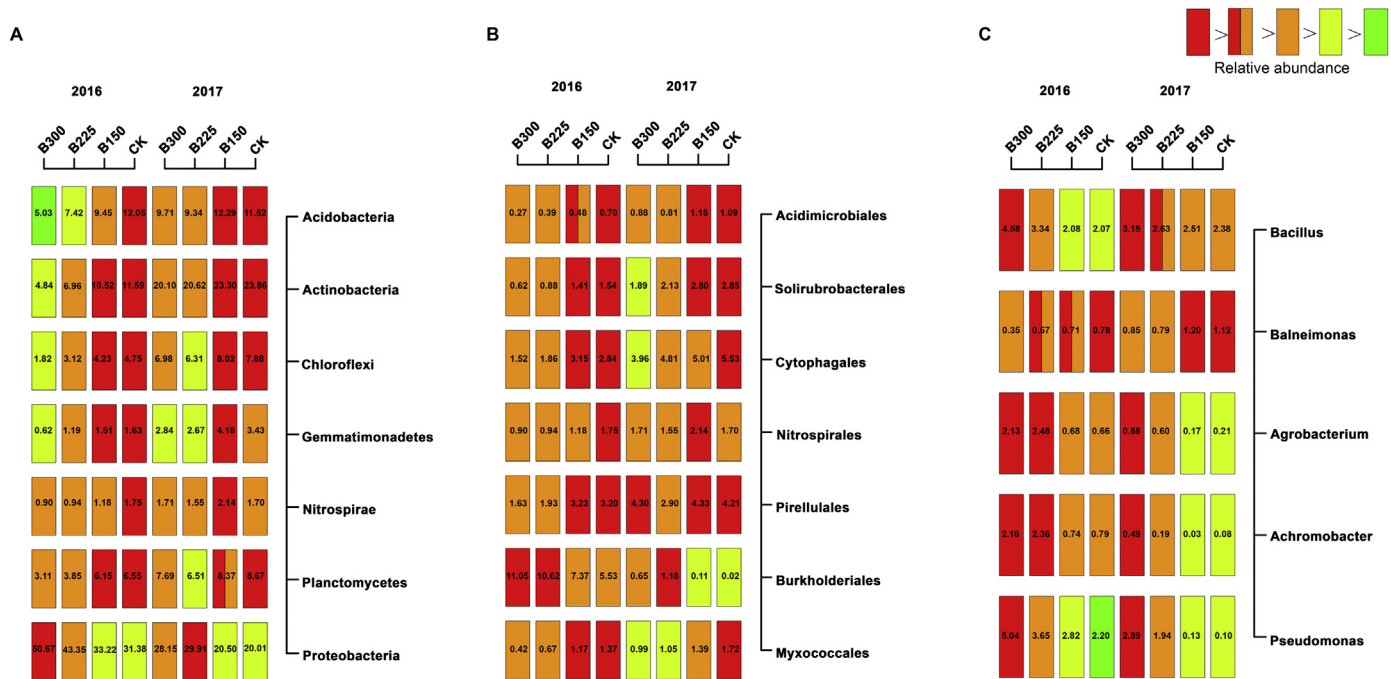 A
B
C
> > > >
Relative abundance
2016 2017
B300 B225 B150 CK B300 B225 B150 CK
5.03 7.42 9.45 12.05 9.71 9.34 12.29 11.52 Acidobacteria
4.84 6.96 10.52 11.59 20.10 20.62 23.30 23.86 Actinobacteria
1.82 3.12 4.23 4.75 6.98 6.31 8.02 7.88 Chloroflexi
0.62 1.19 1.51 1.63 2.84 2.67 4.18 3.43 Gemmatimonadetes
0.90 0.94 1.18 1.75 1.71 1.55 2.14 1.70 Nitrospirae
3.11 3.85 6.15 6.55 7.69 6.51 8.37 8.67 Planctomycetes
50.67 43.35 33.22 31.38 28.15 29.91 20.50 20.01 Proteobacteria
2016 2017
B300 B225 B150 CK B300 B225 B150 CK
0.27 0.39 0.48 0.70 0.88 0.81 1.15 1.09 Acidimicrobiales
0.62 0.88 1.41 1.54 1.89 2.13 2.80 2.85 Solirubrobacterales
1.52 1.86 3.15 2.84 3.96 4.81 5.01 5.53 Cytophagales
0.90 0.94 1.18 1.75 1.71 1.55 2.14 1.70 Nitrospirales
1.63 1.93 3.23 3.20 4.30 2.90 4.33 4.21 Pirellulales
11.05 10.62 7.37 5.53 0.65 1.18 0.11 0.02 Burkholderiales
0.42 0.67 1.17 1.37 0.99 1.05 1.39 1.72 Myxococcales
2016 2017
B300 B225 B150 CK B300 B225 B150 CK
4.58 3.34 2.08 2.07 3.15 2.63 2.51 2.38 Bacillus
0.35 0.57 0.71 0.78 0.85 0.79 1.20 1.12 Balneimonas
2.13 2.48 0.68 0.66 0.88 0.60 0.17 0.21 Agrobacterium
2.18 2.36 0.74 0.79 0.49 0.19 0.03 0.08 Achromobacter
5.04 3.65 2.82 2.20 2.89 1.94 0.13 0.10 Pseudomonas